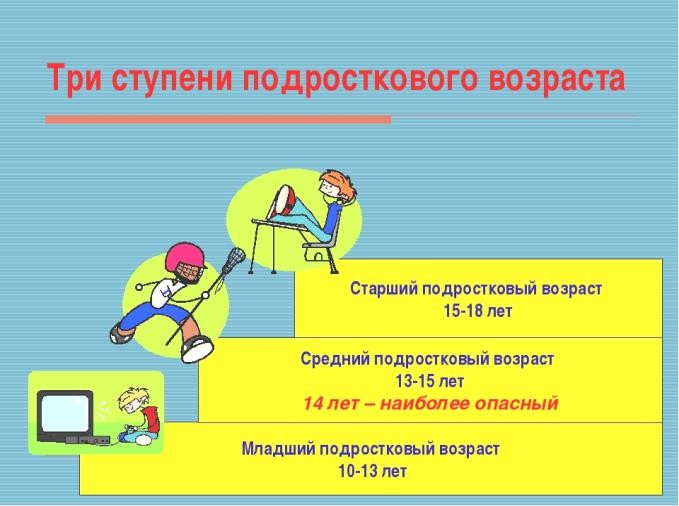 Три ступени подросткового возраста
Старший подростковый возраст
15-18 лет
Средний подростковый возраст
13-15 лет
14 лет – наиболее опасный
Младший подростковый возраст
10-13 лет